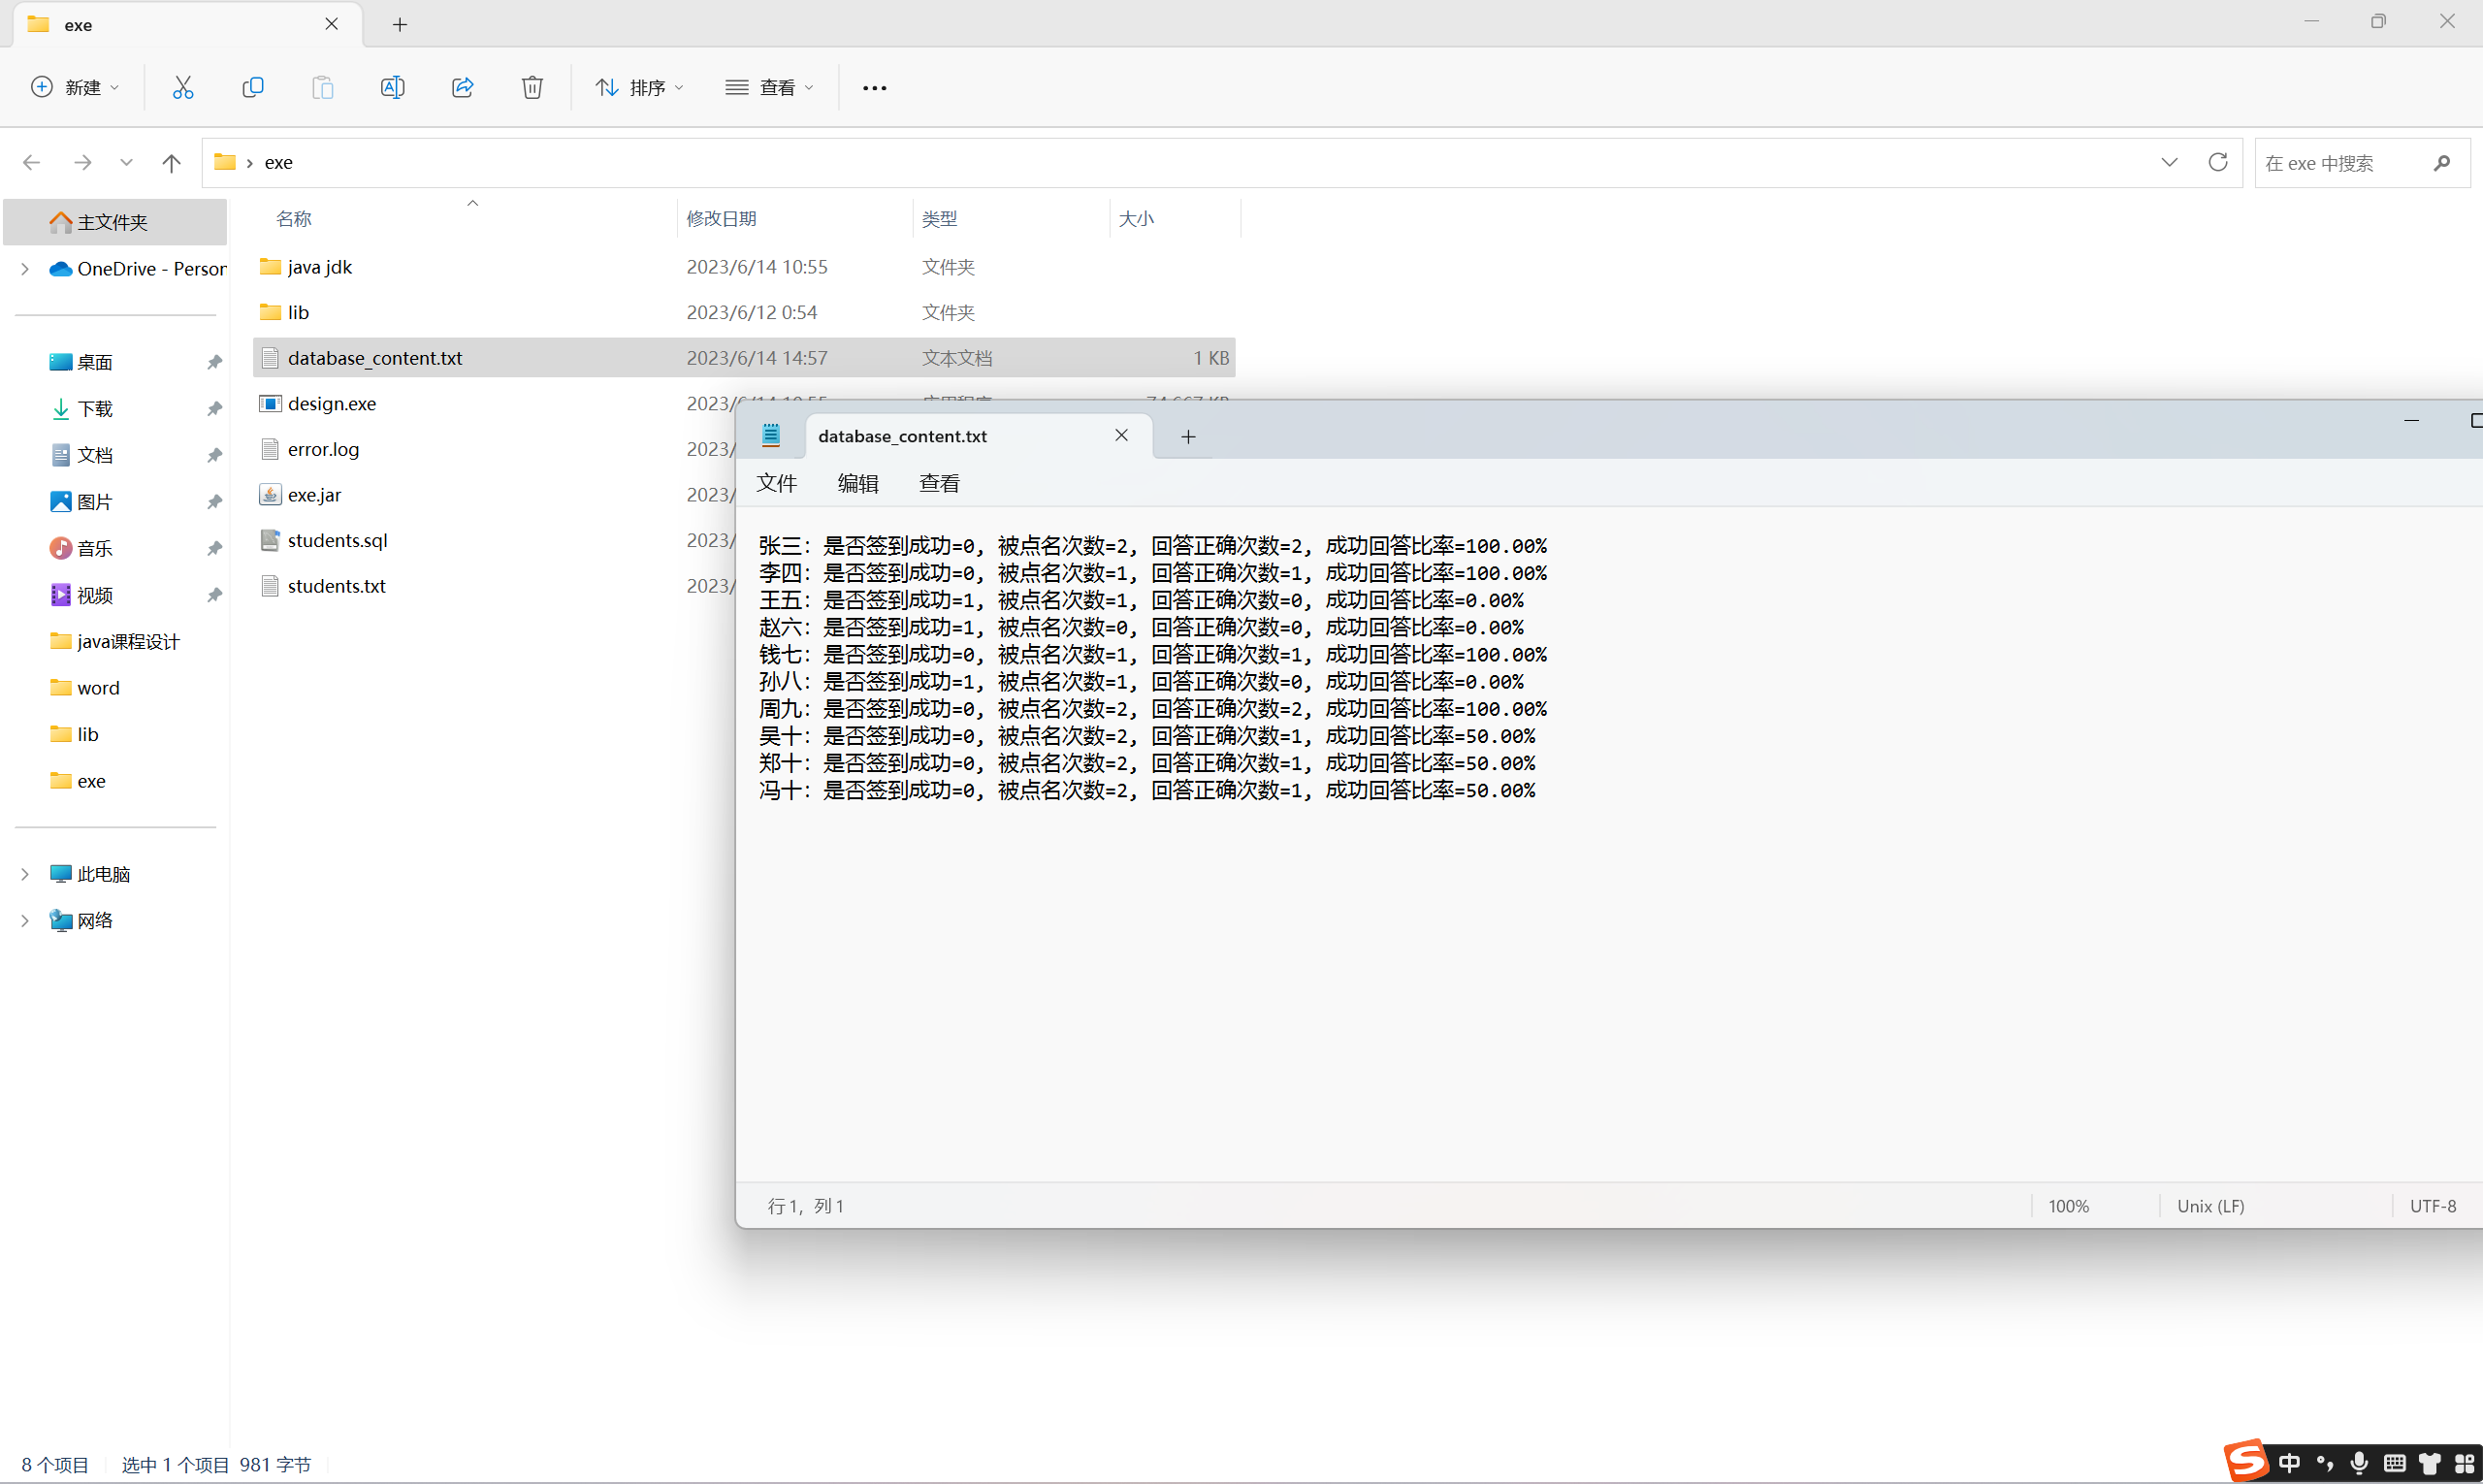 exe
新建
排序
查看
exe
在 exe 中搜索
主文件夹
OneDrive - Person
桌面
下载
文档
图片
音乐
视频
java课程设计
word
lib
exe
此电脑
网络
名称 修改日期 类型 大小
java jdk 2023/6/14 10:55 文件夹
lib 2023/6/12 0:54 文件夹
database_content.txt 2023/6/14 14:57 文本文档 1 KB
design.exe 2023/
error.log 2023/
exe.jar 2023/
students.sql 2023/
students.txt 2023/
database_content.txt
文件 编辑 查看
张三: 是否签到成功=0, 被点名次数=2, 回答正确次数=2, 成功回答比率=100.00%
李四: 是否签到成功=0, 被点名次数=1, 回答正确次数=1, 成功回答比率=100.00%
王五: 是否签到成功=1, 被点名次数=1, 回答正确次数=0, 成功回答比率=0.00%
赵六: 是否签到成功=1, 被点名次数=0, 回答正确次数=0, 成功回答比率=0.00%
钱七: 是否签到成功=0, 被点名次数=1, 回答正确次数=1, 成功回答比率=100.00%
孙八: 是否签到成功=1, 被点名次数=1, 回答正确次数=0, 成功回答比率=0.00%
周九: 是否签到成功=0, 被点名次数=2, 回答正确次数=2, 成功回答比率=100.00%
吴十: 是否签到成功=0, 被点名次数=2, 回答正确次数=1, 成功回答比率=50.00%
郑十: 是否签到成功=0, 被点名次数=2, 回答正确次数=1, 成功回答比率=50.00%
冯十: 是否签到成功=0, 被点名次数=2, 回答正确次数=1, 成功回答比率=50.00%
行 1, 列 1 100% Unix (LF) UTF-8
8 个项目 选中 1 个项目 981 字节
中